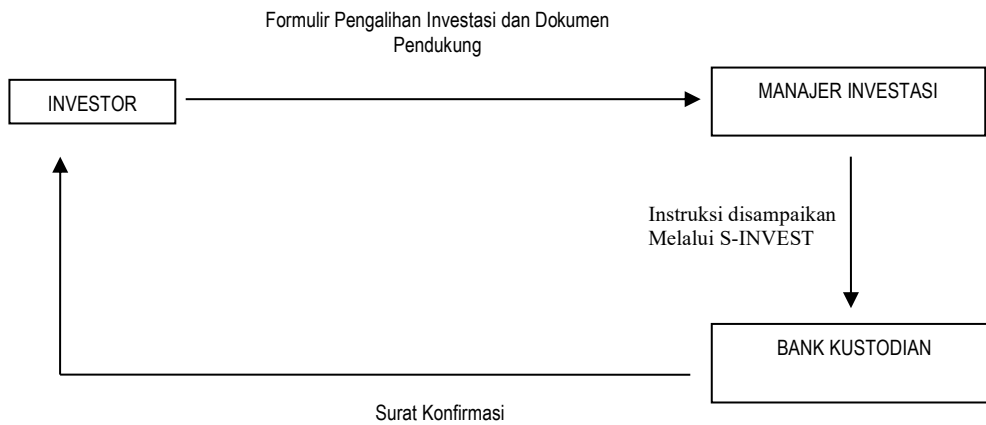 Formulir Pengalihan Investasi dan Dokumen
Pendukung
INVESTOR
MANAJER INVESTASI
Instruksi disampaikan
Melalui S-INVEST
BANK KUSTODIAN
Surat Konfirmasi